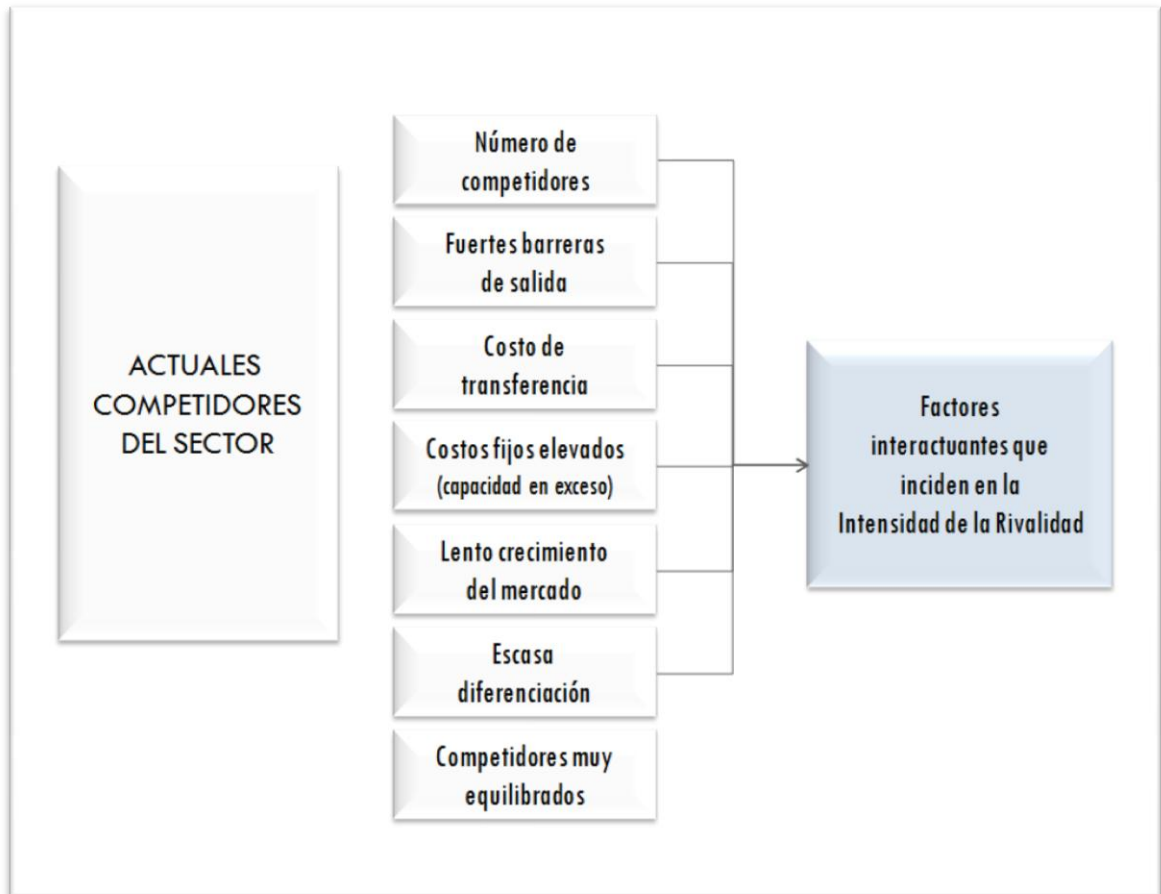 ACTUALES
COMPETIDORES
DEL SECTOR
Número de
competidores
Fuertes barreras
de salida
Costo de
transferencia
Costos fijos elevados
(capacidad en exceso)
Lento crecimiento
del mercado
Escasa
diferenciación
Competidores muy
equilibrados
Factores
interactuantes que
inciden en la
Intensidad de la Rivalidad